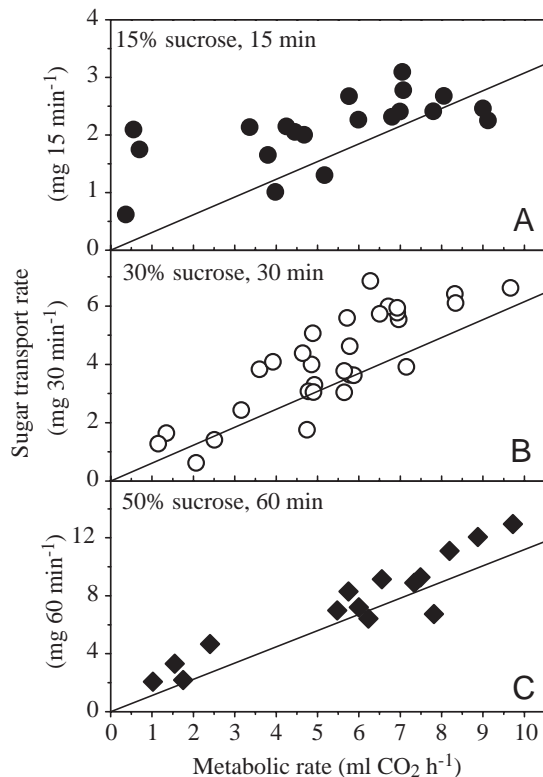 15% sucrose, 15 min
4
3
2
1
0
(mg 15 min-1)
A
30% sucrose, 30 min
6
4
2
0
Sugar transport rate
(mg 30 min-1)
B
50% sucrose, 60 min
12
8
4
0
(mg 60 min-1)
C
0 1 2 3 4 5 6 7 8 9 10
Metabolic rate (ml CO2 h-1)